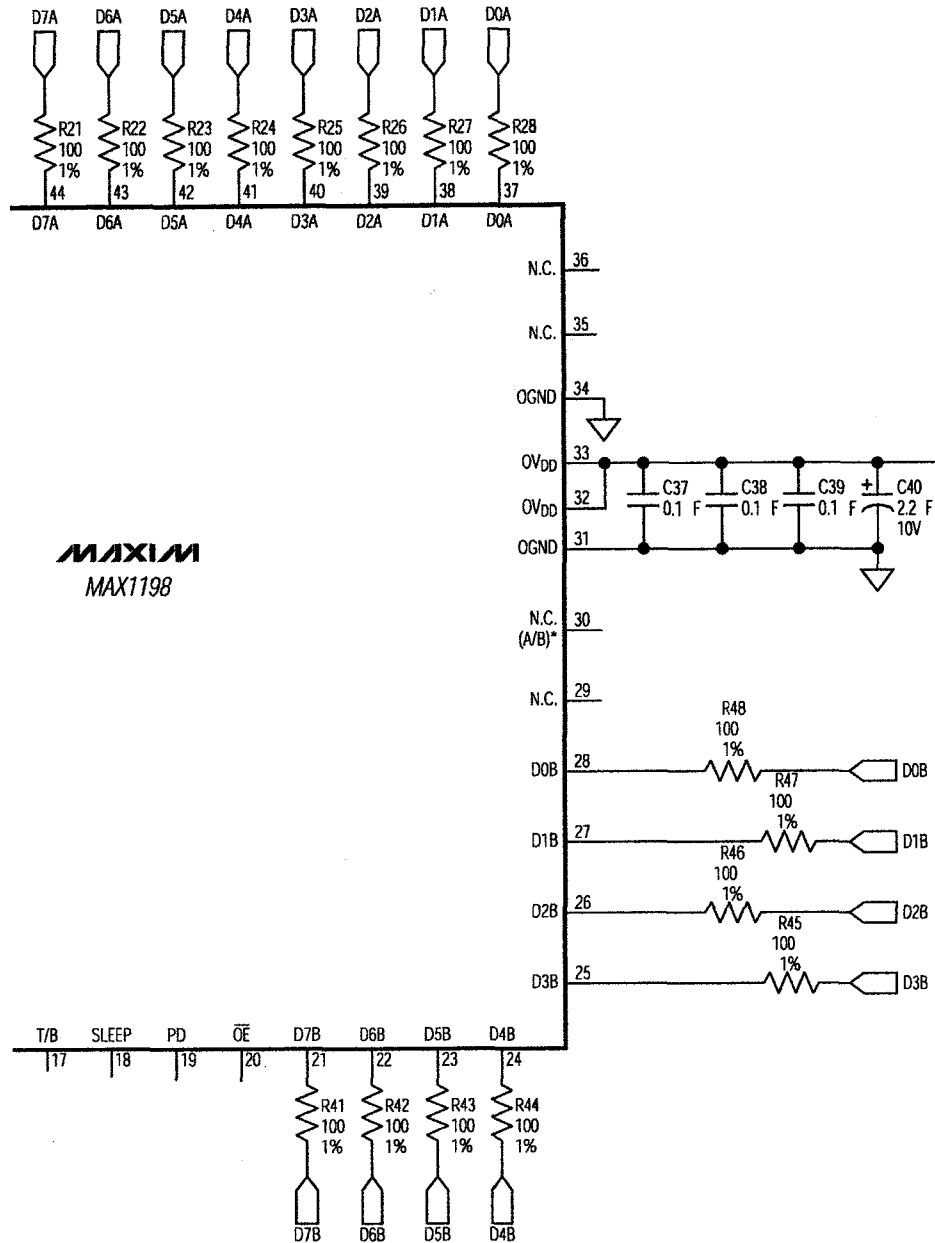 D7A D6A D5A D4A D3A D2A D1A D0A
R21 R22 R23 R24 R25 R26 R27 R28
100 100 100 100 100 100 100 100
1% 1% 1% 1% 1% 1% 1% 1%
44 43 42 41 40 39 38 37
D7A D6A D5A D4A D3A D2A D1A D0A
N.C. 36
N.C. 35
OGND 34
OVDD 33
C37 C38 C39 + C40
OVDD 32
0.1 F 0.1 F 0.1 F 2.2 F
10V
OGND 31
MAXIM
MAX1198
N.C. 30
(A/B)*
N.C. 29
R48
100
1%
D0B 28 D0B
R47
100
1%
D1B 27 D1B
R46
100
1%
D2B 26 D2B
R45
100
1%
D3B 25 D3B
T/B SLEEP PD OE D7B D6B D5B D4B
17 18 19 20 21 22 23 24
R41 R42 R43 R44
100 100 100 100
1% 1% 1% 1%
D7B D6B D5B D4B